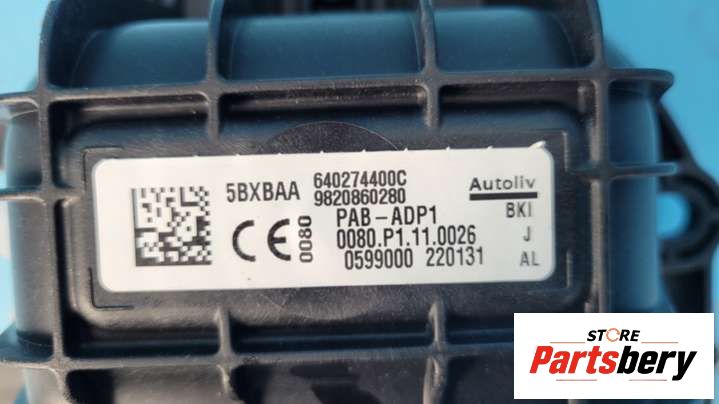 5BXBAA 640274400C
9820860280
Autoliv
PAB-ADP1 BKI
CE 0080 0080.P1.11.0026 J
0599000 220131 AL
STORE
Partsbery